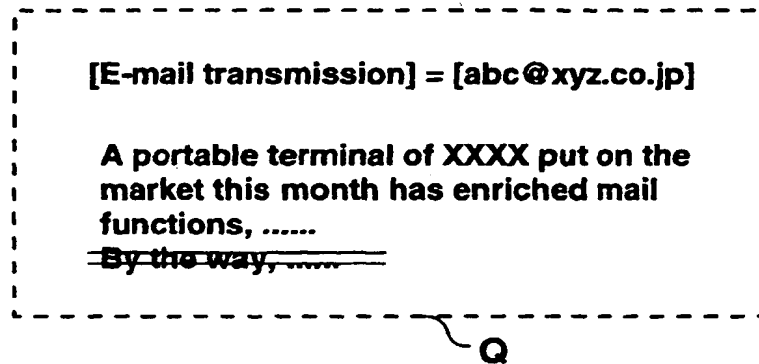 [E-mail transmission] = [abc@xyz.co.jp]
A portable terminal of XXXX put on the
market this month has enriched mail
functions, ......
By the way, ......
Q